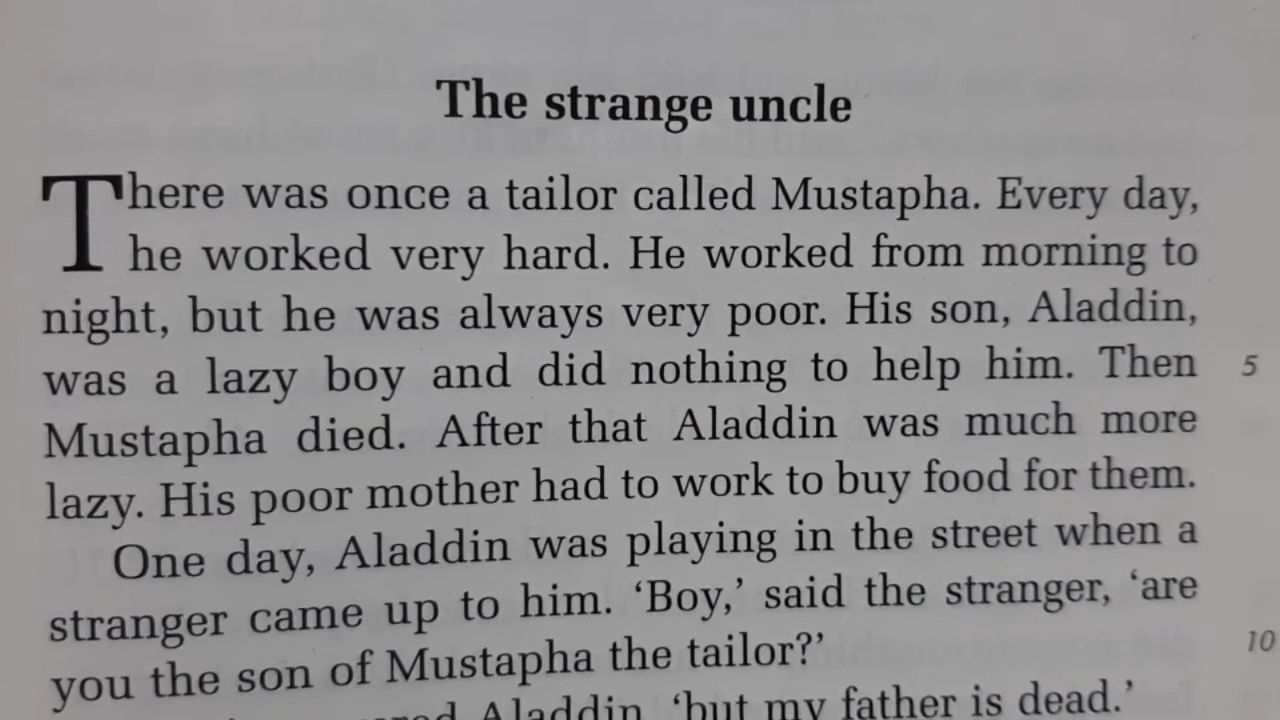 The strange uncle
There was once a tailor called Mustapha. Every day,
he worked very hard. He worked from morning to
night, but he was always very poor. His son, Aladdin,
was a lazy boy and did nothing to help him. Then 5
Mustapha died. After that Aladdin was much more
lazy. His poor mother had to work to buy food for them.
One day, Aladdin was playing in the street when a
stranger came up to him. ‘Boy,’ said the stranger, ‘are
you the son of Mustapha the tailor?’ 10
Aladdin, ‘but my father is dead.’